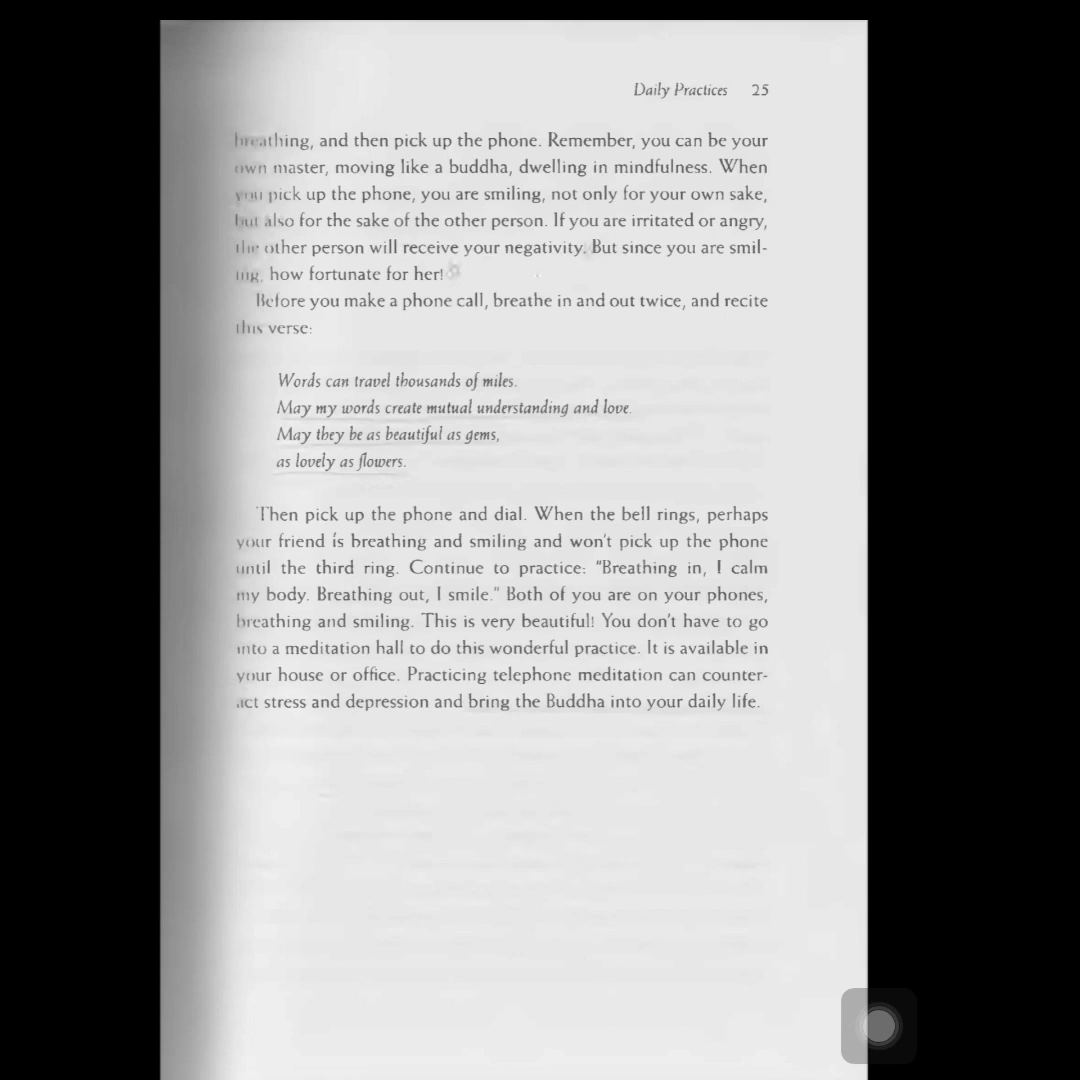 Daily Practices 25
breathing, and then pick up the phone. Remember, you can be your
own master, moving like a buddha, dwelling in mindfulness. When
you pick up the phone, you are smiling, not only for your own sake,
but also for the sake of the other person. If you are irritated or angry,
the other person will receive your negativity. But since you are smil-
ing, how fortunate for her!
Before you make a phone call, breathe in and out twice, and recite
this verse:
Words can travel thousands of miles.
May my words create mutual understanding and love.
May they be as beautiful as gems,
as lovely as flowers.
Then pick up the phone and dial. When the bell rings, perhaps
your friend is breathing and smiling and won't pick up the phone
until the third ring. Continue to practice: "Breathing in, I calm
my body. Breathing out, I smile." Both of you are on your phones,
breathing and smiling. This is very beautiful! You don't have to go
into a meditation hall to do this wonderful practice. It is available in
your house or office. Practicing telephone meditation can counter-
act stress and depression and bring the Buddha into your daily life.